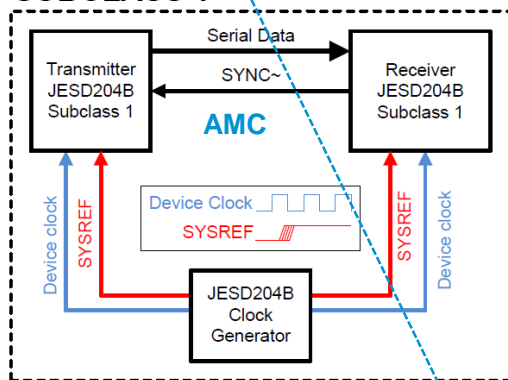 Serial Data
Transmitter
JESD204B
Subclass 1
SYNC~
Receiver
JESD204B
Subclass 1
AMC
Device clock
SYSREF
Device Clock
SYSREF
SYSREF
Device clock
JESD204B
Clock
Generator